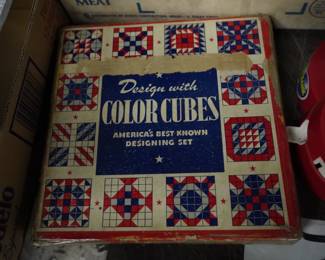 MEAT
Design with
COLOR CUBES
AMERICA'S BEST KNOWN
DESIGNING SET